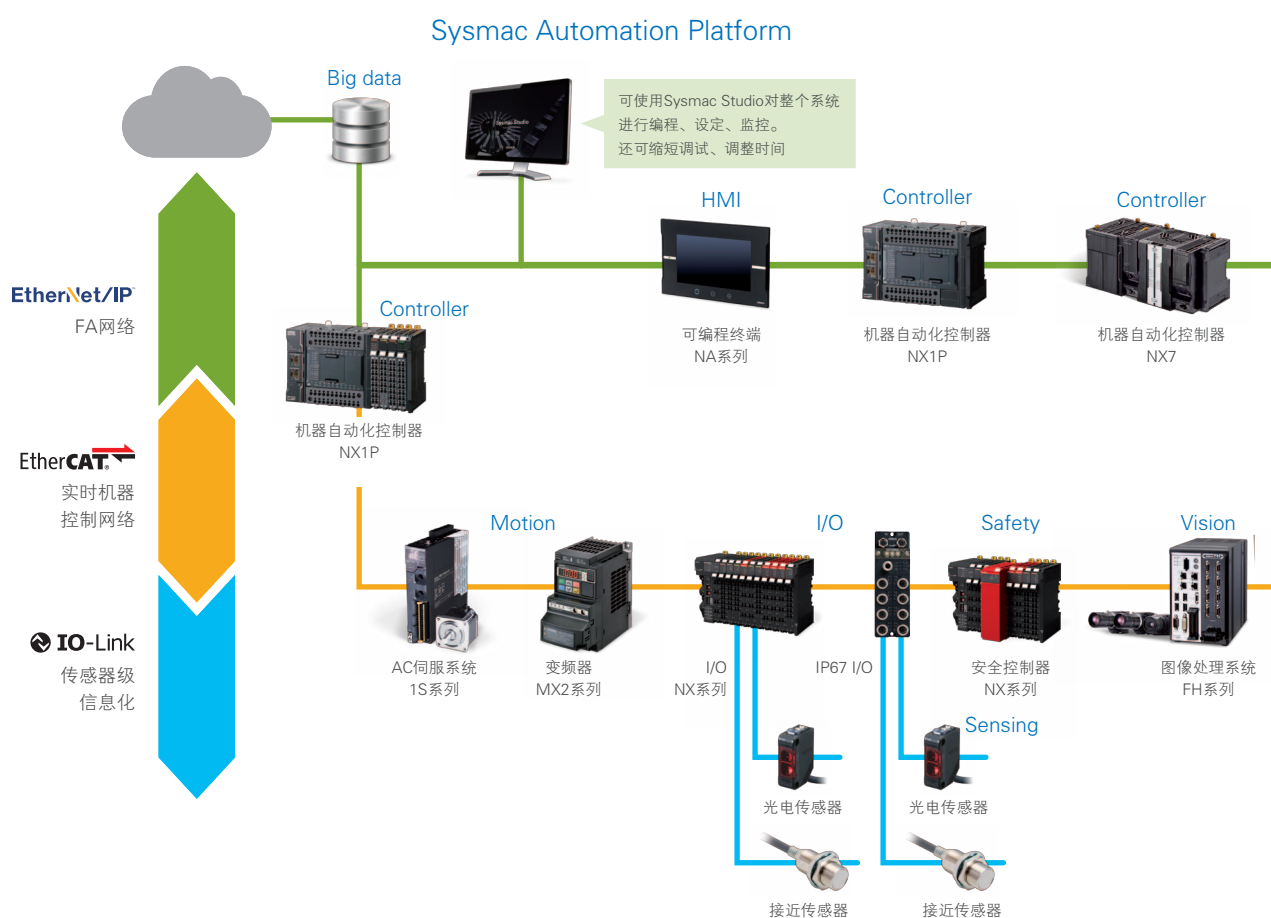 Sysmac Automation Platform
Big data
Sysmac Studio
可使用Sysmac Studio对整个系统
进行编程、设定、监控。
还可缩短调试、调整时间
HMI
Controller
Controller
EtherNet/IP
FA网络
Controller
可编程终端
NA系列
机器自动化控制器
NX1P
机器自动化控制器
NX7
机器自动化控制器
NX1P
EtherCAT®
实时机器
控制网络
Motion
I/O
Safety
Vision
IO-Link
传感器级
信息化
AC伺服系统
1S系列
变频器
MX2系列
I/O
NX系列
IP67 I/O
安全控制器
NX系列
图像处理系统
FH系列
Sensing
光电传感器
光电传感器
接近传感器
接近传感器